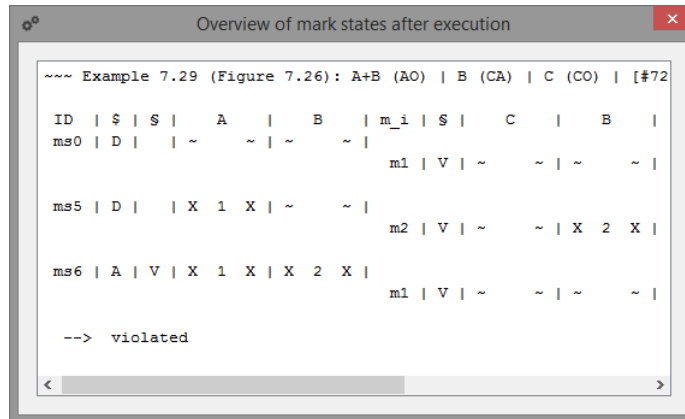 Overview of mark states after execution
~~~ Example 7.29 (Figure 7.26): A+B (AO) | B (CA) | C (CO) | [#72
ID | $ | § | A | B | m_i | § | C | B |
ms0 | D | | ~ ~ | ~ ~ |
m1 | V | ~ ~ | ~ ~ |
ms5 | D | | X 1 X | ~ ~ |
m2 | V | ~ ~ | X 2 X |
ms6 | A | V | X 1 X | X 2 X |
m1 | V | ~ ~ | ~ ~ |
--> violated